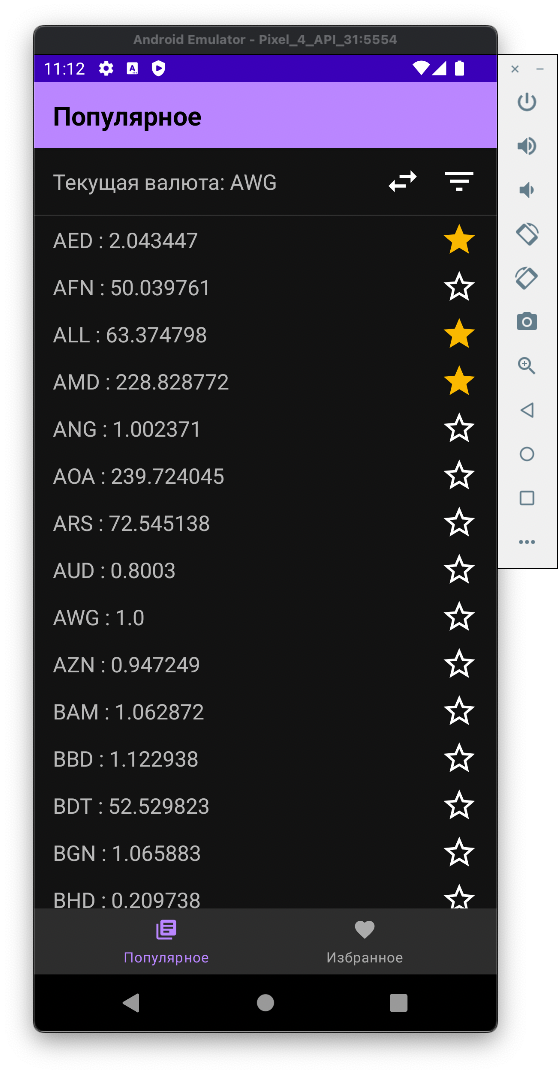 Android Emulator - Pixel_4_API_31:5554
11:12
Популярное
Текущая валюта: AWG
AED : 2.043447
AFN : 50.039761
ALL : 63.374798
AMD : 228.828772
ANG : 1.002371
AOA : 239.724045
ARS : 72.545138
AUD : 0.8003
AWG : 1.0
AZN : 0.947249
BAM : 1.062872
BBD : 1.122938
BDT : 52.529823
BGN : 1.065883
BHD : 0.209738
Популярное
Избранное